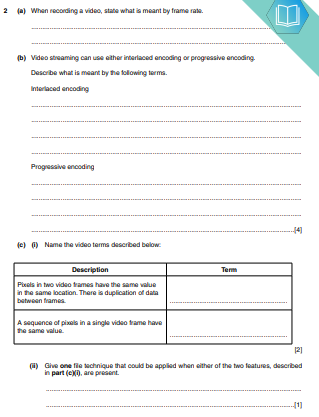 2 (a) When recording a video, state what is meant by frame rate.
(b) Video streaming can use either interlaced encoding or progressive encoding.
Describe what is meant by the following terms.
Interlaced encoding
Progressive encoding
[4]
(c) (i) Name the video terms described below:
Description Term
Pixels in two video frames have the same value
in the same location. There is duplication of data
between frames.
A sequence of pixels in a single video frame have
the same value.
[2]
(ii) Give one file technique that could be applied when either of the two features, described
in part (c)(i), are present.
[1]